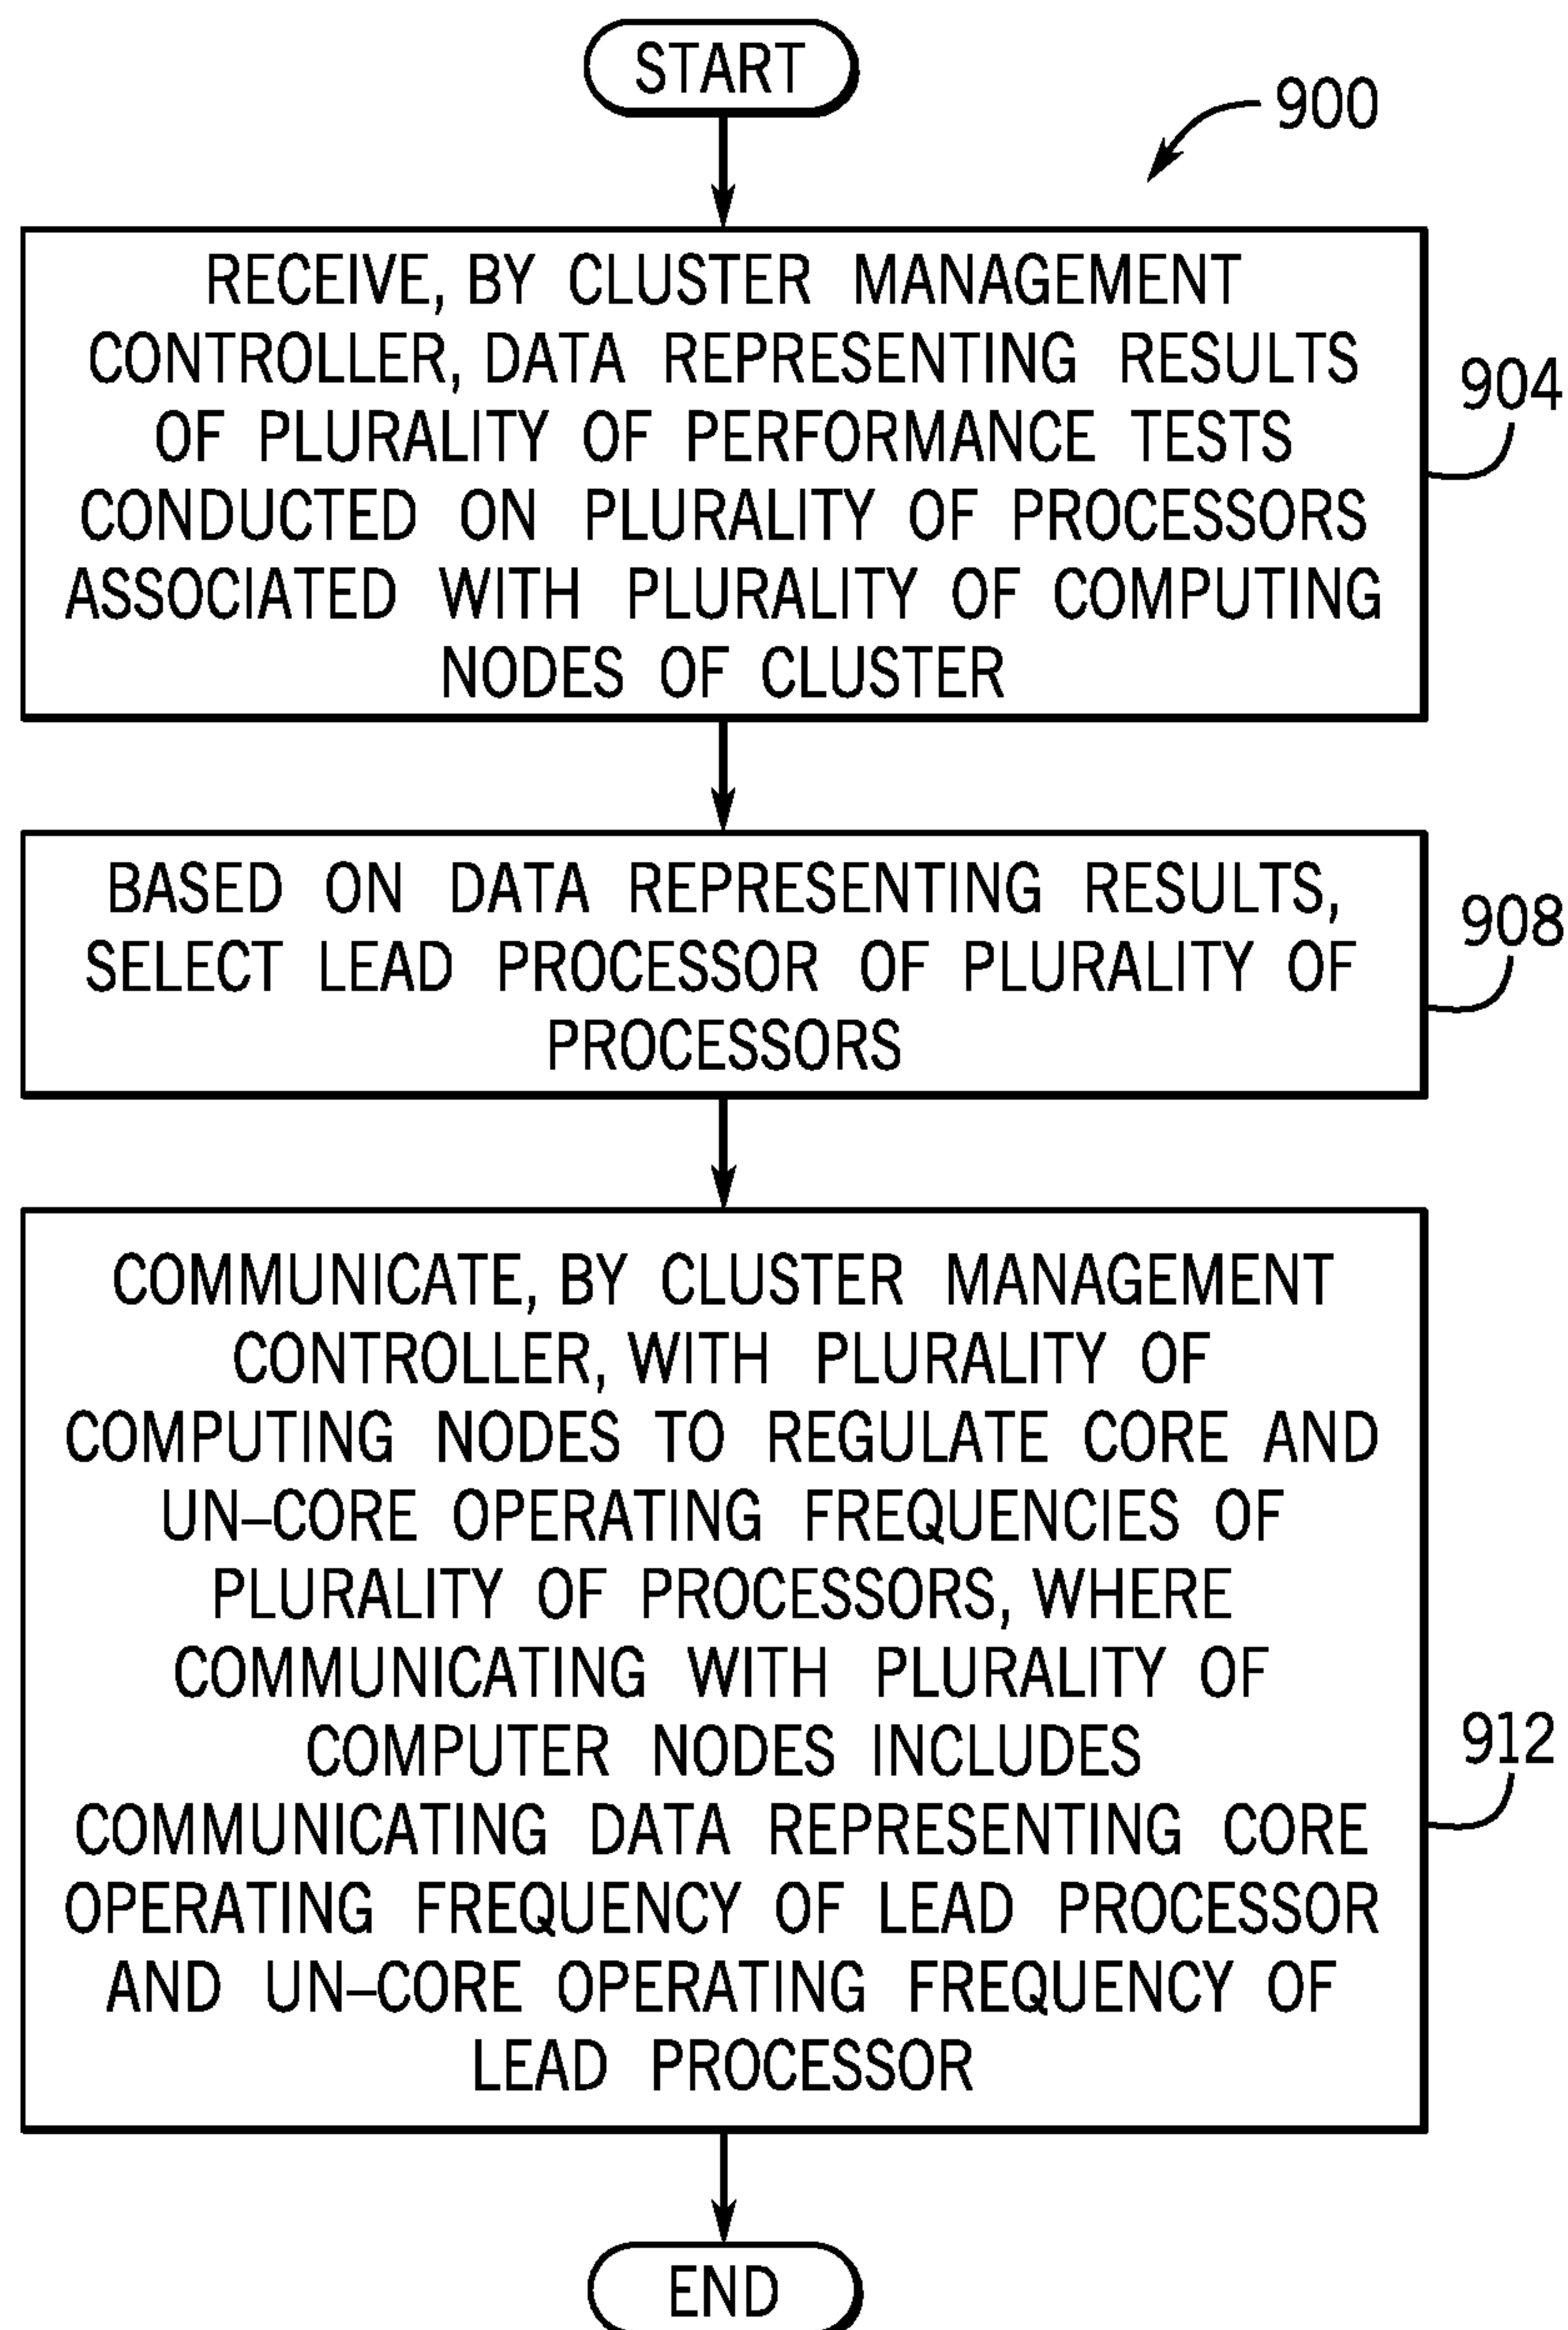 START
900
RECEIVE, BY CLUSTER MANAGEMENT
CONTROLLER, DATA REPRESENTING RESULTS
OF PLURALITY OF PERFORMANCE TESTS
CONDUCTED ON PLURALITY OF PROCESSORS
ASSOCIATED WITH PLURALITY OF COMPUTING
NODES OF CLUSTER
904
BASED ON DATA REPRESENTING RESULTS,
SELECT LEAD PROCESSOR OF PLURALITY OF
PROCESSORS
908
COMMUNICATE, BY CLUSTER MANAGEMENT
CONTROLLER, WITH PLURALITY OF
COMPUTING NODES TO REGULATE CORE AND
UN–CORE OPERATING FREQUENCIES OF
PLURALITY OF PROCESSORS, WHERE
COMMUNICATING WITH PLURALITY OF
COMPUTER NODES INCLUDES
COMMUNICATING DATA REPRESENTING CORE
OPERATING FREQUENCY OF LEAD PROCESSOR
AND UN–CORE OPERATING FREQUENCY OF
LEAD PROCESSOR
912
END